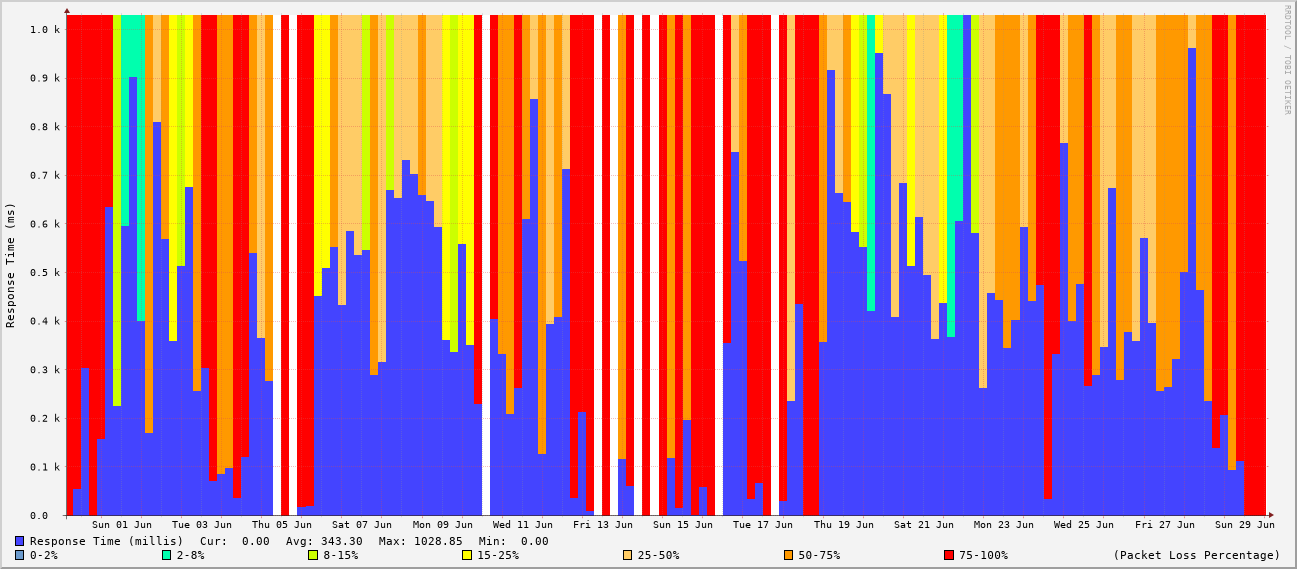 RRDTOOL / TOBI OETIKER
Response Time (ms)
1.0 k
0.9 k
0.8 k
0.7 k
0.6 k
0.5 k
0.4 k
0.3 k
0.2 k
0.1 k
0.0
Sun 01 Jun Tue 03 Jun Thu 05 Jun Sat 07 Jun Mon 09 Jun Wed 11 Jun Fri 13 Jun Sun 15 Jun Tue 17 Jun Thu 19 Jun Sat 21 Jun Mon 23 Jun Wed 25 Jun Fri 27 Jun Sun 29 Jun
Response Time (millis) Cur: 0.00 Avg: 343.30 Max: 1028.85 Min: 0.00
0-2% 2-8% 8-15% 15-25% 25-50% 50-75% 75-100% (Packet Loss Percentage)